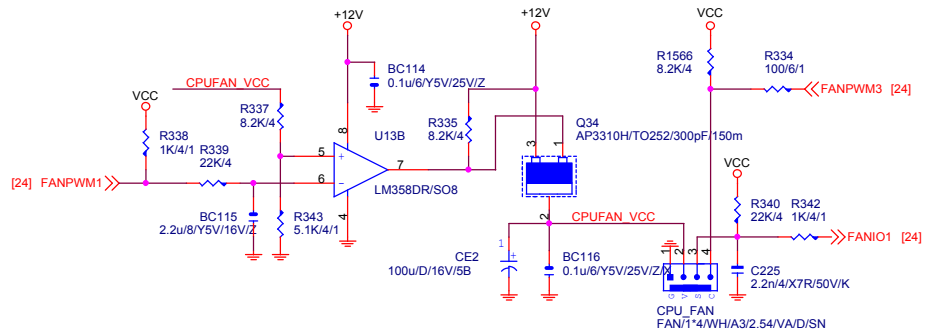 +12V
+12V
VCC
R1566
8.2K/4
R334
100/6/1
FANPWM3 [24]
BC114
0.1u/6/Y5V/25V/Z
CPUFAN_VCC
VCC
R337
8.2K/4
R338
1K/4/1
R339
22K/4
U13B
R335
8.2K/4
Q34
AP3310H/TO252/300pF/150m
8
5
+
7
6
-
4
LM358DR/SO8
3
1
2
[24] FANPWM1
BC115
2.2u/8/Y5V/16V/Z
R343
5.1K/4/1
CPUFAN_VCC
VCC
R340
22K/4
R342
1K/4/1
FANIO1 [24]
1
+
CE2
100u/D/16V/5B
BC116
0.1u/6/Y5V/25V/Z/X
1
2
3
4
G
V
S
C
C225
2.2n/4/X7R/50V/K
CPU_FAN
FAN/1*4/WH/A3/2.54/VA/D/SN